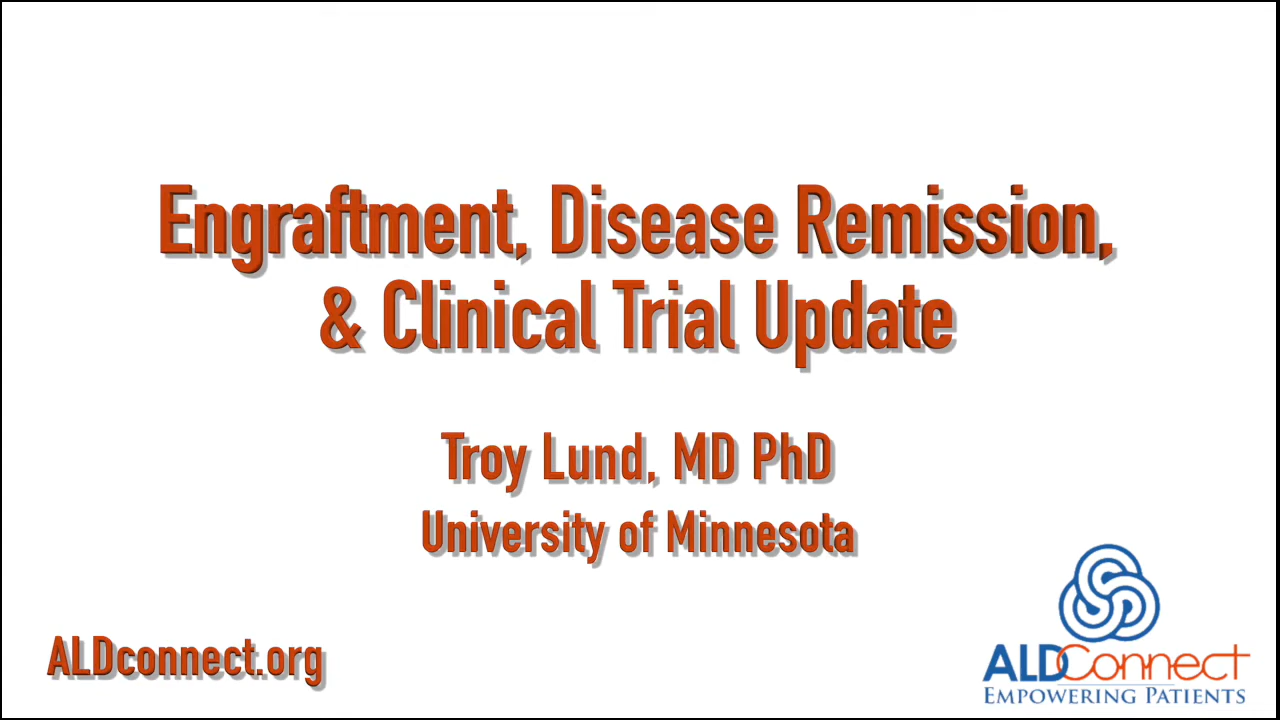 Engraftment, Disease Remission,
& Clinical Trial Update
Troy Lund, MD PhD
University of Minnesota
ALDconnect.org
ALDConnect
EMPOWERING PATIENTS